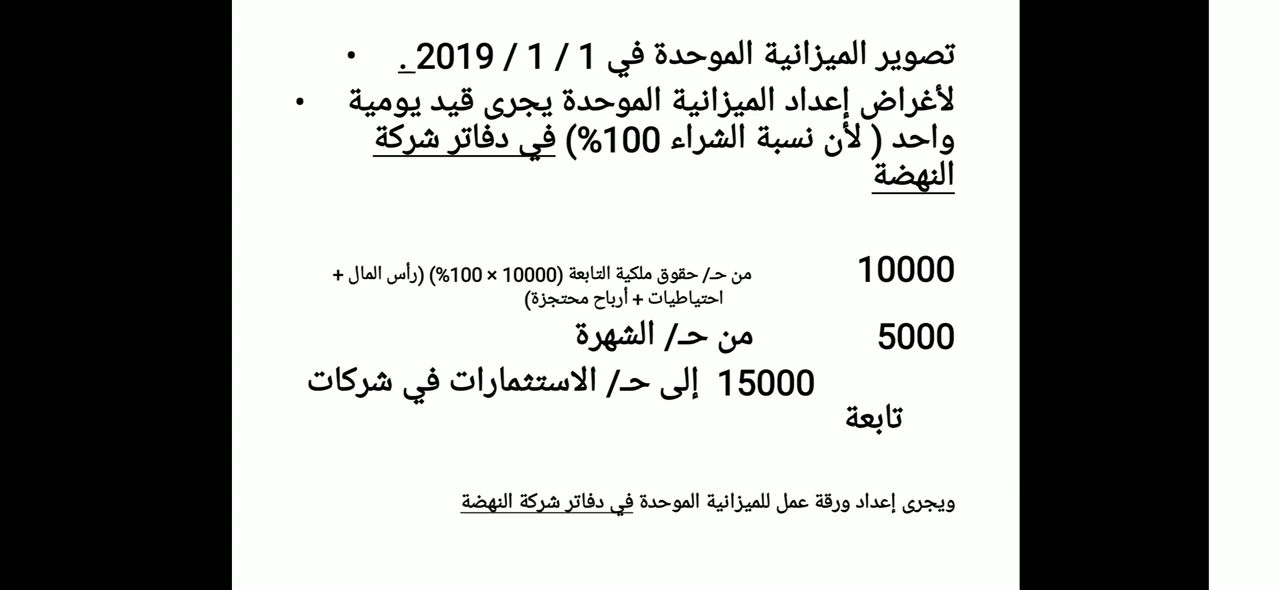 تصوير الميزانية الموحدة في 1 / 1 / 2019 . •
لأغراض إعداد الميزانية الموحدة يجرى قيد يومية •
واحد ( لأن نسبة الشراء 100%) في دفاتر شركة
النهضة
10000 من حـ/ حقوق ملكية التابعة (10000 × 100%) (رأس المال +
احتياطيات + أرباح محتجزة)
5000 من حـ/ الشهرة
15000 إلى حـ/ الاستثمارات في شركات
تابعة
ويجرى إعداد ورقة عمل للميزانية الموحدة في دفاتر شركة النهضة